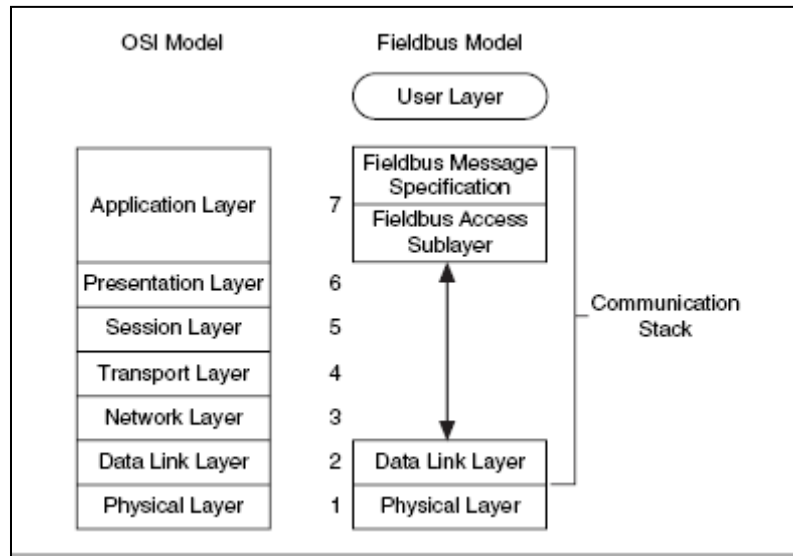 OSI Model
Fieldbus Model
User Layer
Application Layer
7
Fieldbus Message
Specification
Fieldbus Access
Sublayer
Presentation Layer
6
Session Layer
5
Transport Layer
4
Network Layer
3
Data Link Layer
2
Data Link Layer
Physical Layer
1
Physical Layer
Communication
Stack